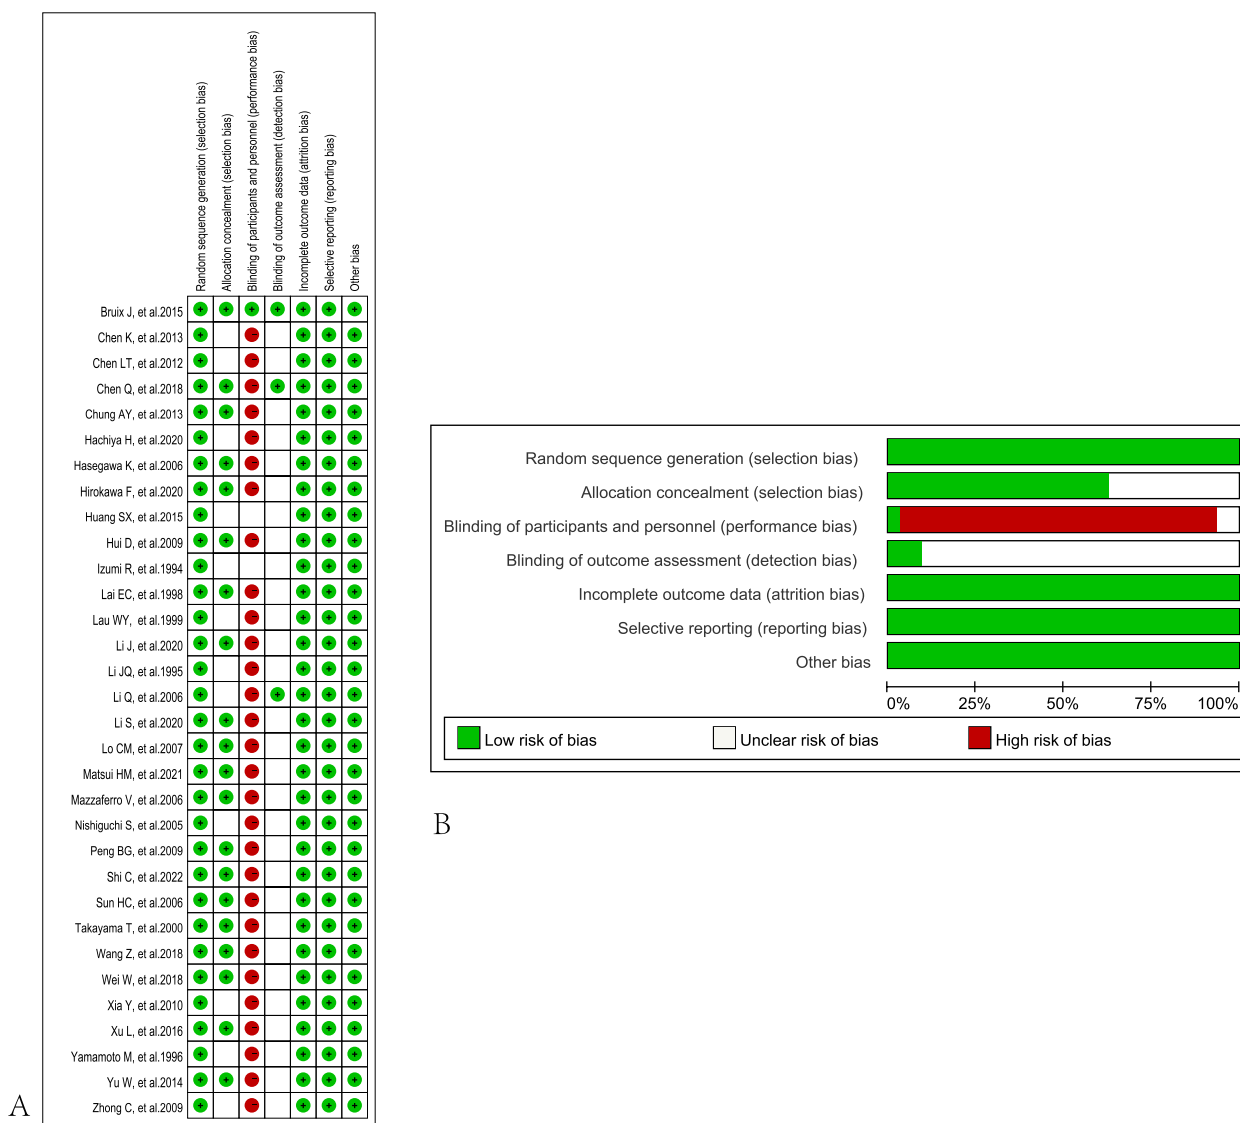 Random sequence generation (selection bias)
Allocation concealment (selection bias)
Blinding of participants and personnel (performance bias)
Blinding of outcome assessment (detection bias)
Incomplete outcome data (attrition bias)
Selective reporting (reporting bias)
Other bias
Bruix J, et al.2015
Chen K, et al.2013
Chen LT, et al.2012
Chen Q, et al.2018
Chung AY, et al.2013
Hachiya H, et al.2020
Hasegawa K, et al.2006
Hirokawa F, et al.2020
Huang SX, et al.2015
Hui D, et al.2009
Izumi R, et al.1994
Lai EC, et al.1998
Lau WY, et al.1999
Li J, et al.2020
Li JQ, et al.1995
Li Q, et al.2006
Li S, et al.2020
Lo CM, et al.2007
Matsui HM, et al.2021
Mazzaferro V, et al.2006
Nishiguchi S, et al.2005
Peng BG, et al.2009
Shi C, et al.2022
Sun HC, et al.2006
Takayama T, et al.2000
Wang Z, et al.2018
Wei W, et al.2018
Xia Y, et al.2010
Xu L, et al.2016
Yamamoto M, et al.1996
Yu W, et al.2014
Zhong C, et al.2009
A
Random sequence generation (selection bias)
Allocation concealment (selection bias)
Blinding of participants and personnel (performance bias)
Blinding of outcome assessment (detection bias)
Incomplete outcome data (attrition bias)
Selective reporting (reporting bias)
Other bias
0% 25% 50% 75% 100%
Low risk of bias Unclear risk of bias High risk of bias
B